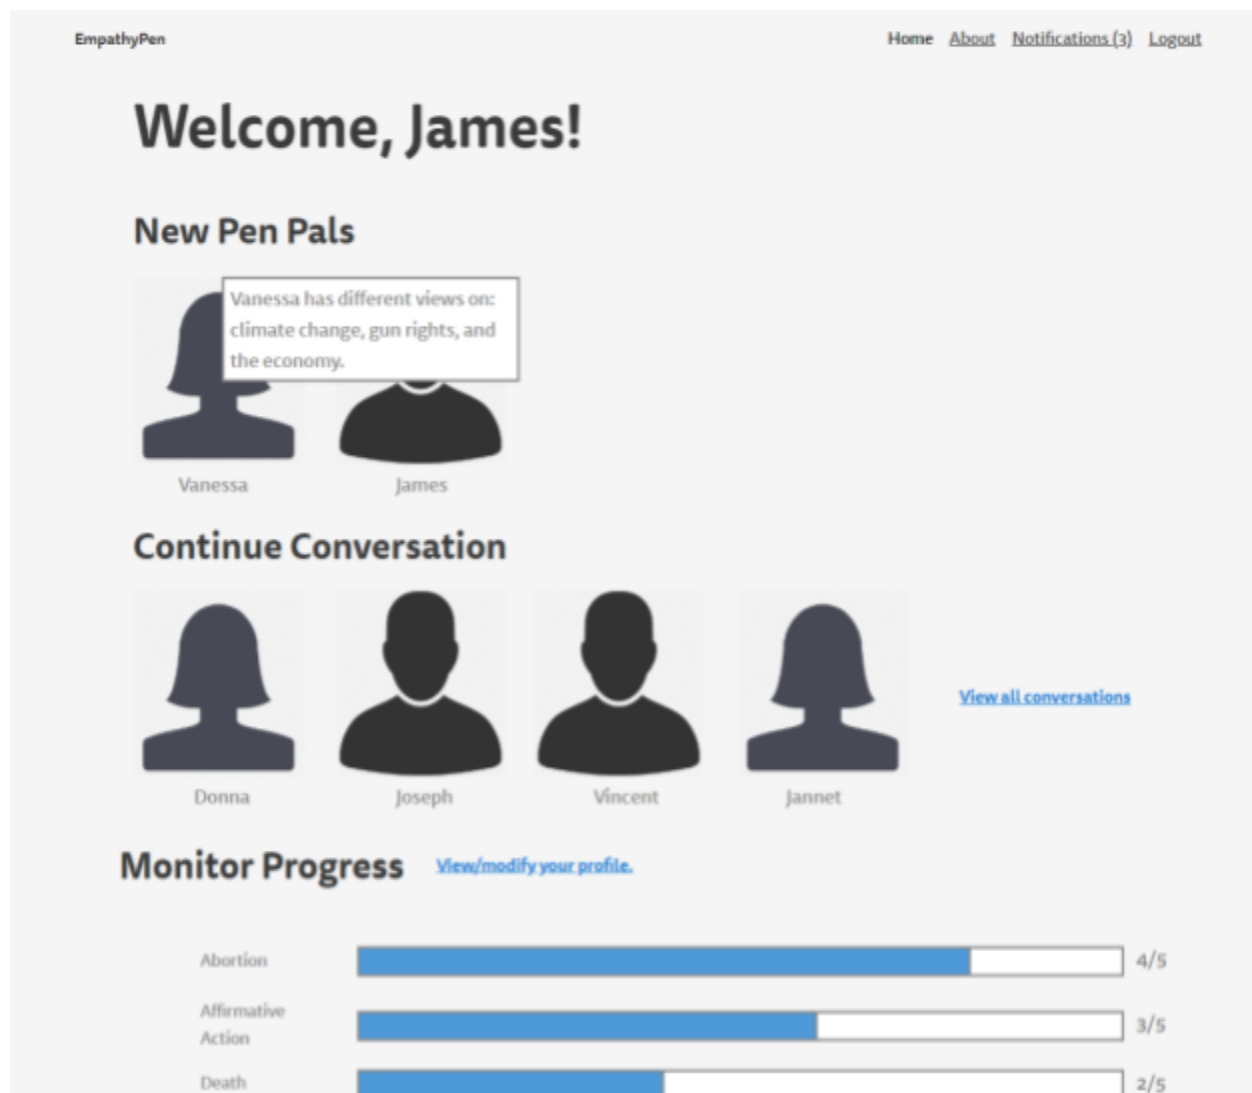 EmpathyPen
Home About Notifications (3) Logout
Welcome, James!
New Pen Pals
Vanessa has different views on:
climate change, gun rights, and
the economy.
Vanessa James
Continue Conversation
View all conversations
Donna Joseph Vincent Jannet
Monitor Progress View/modify your profile.
Abortion 4/5
Affirmative
Action 3/5
Death 2/5